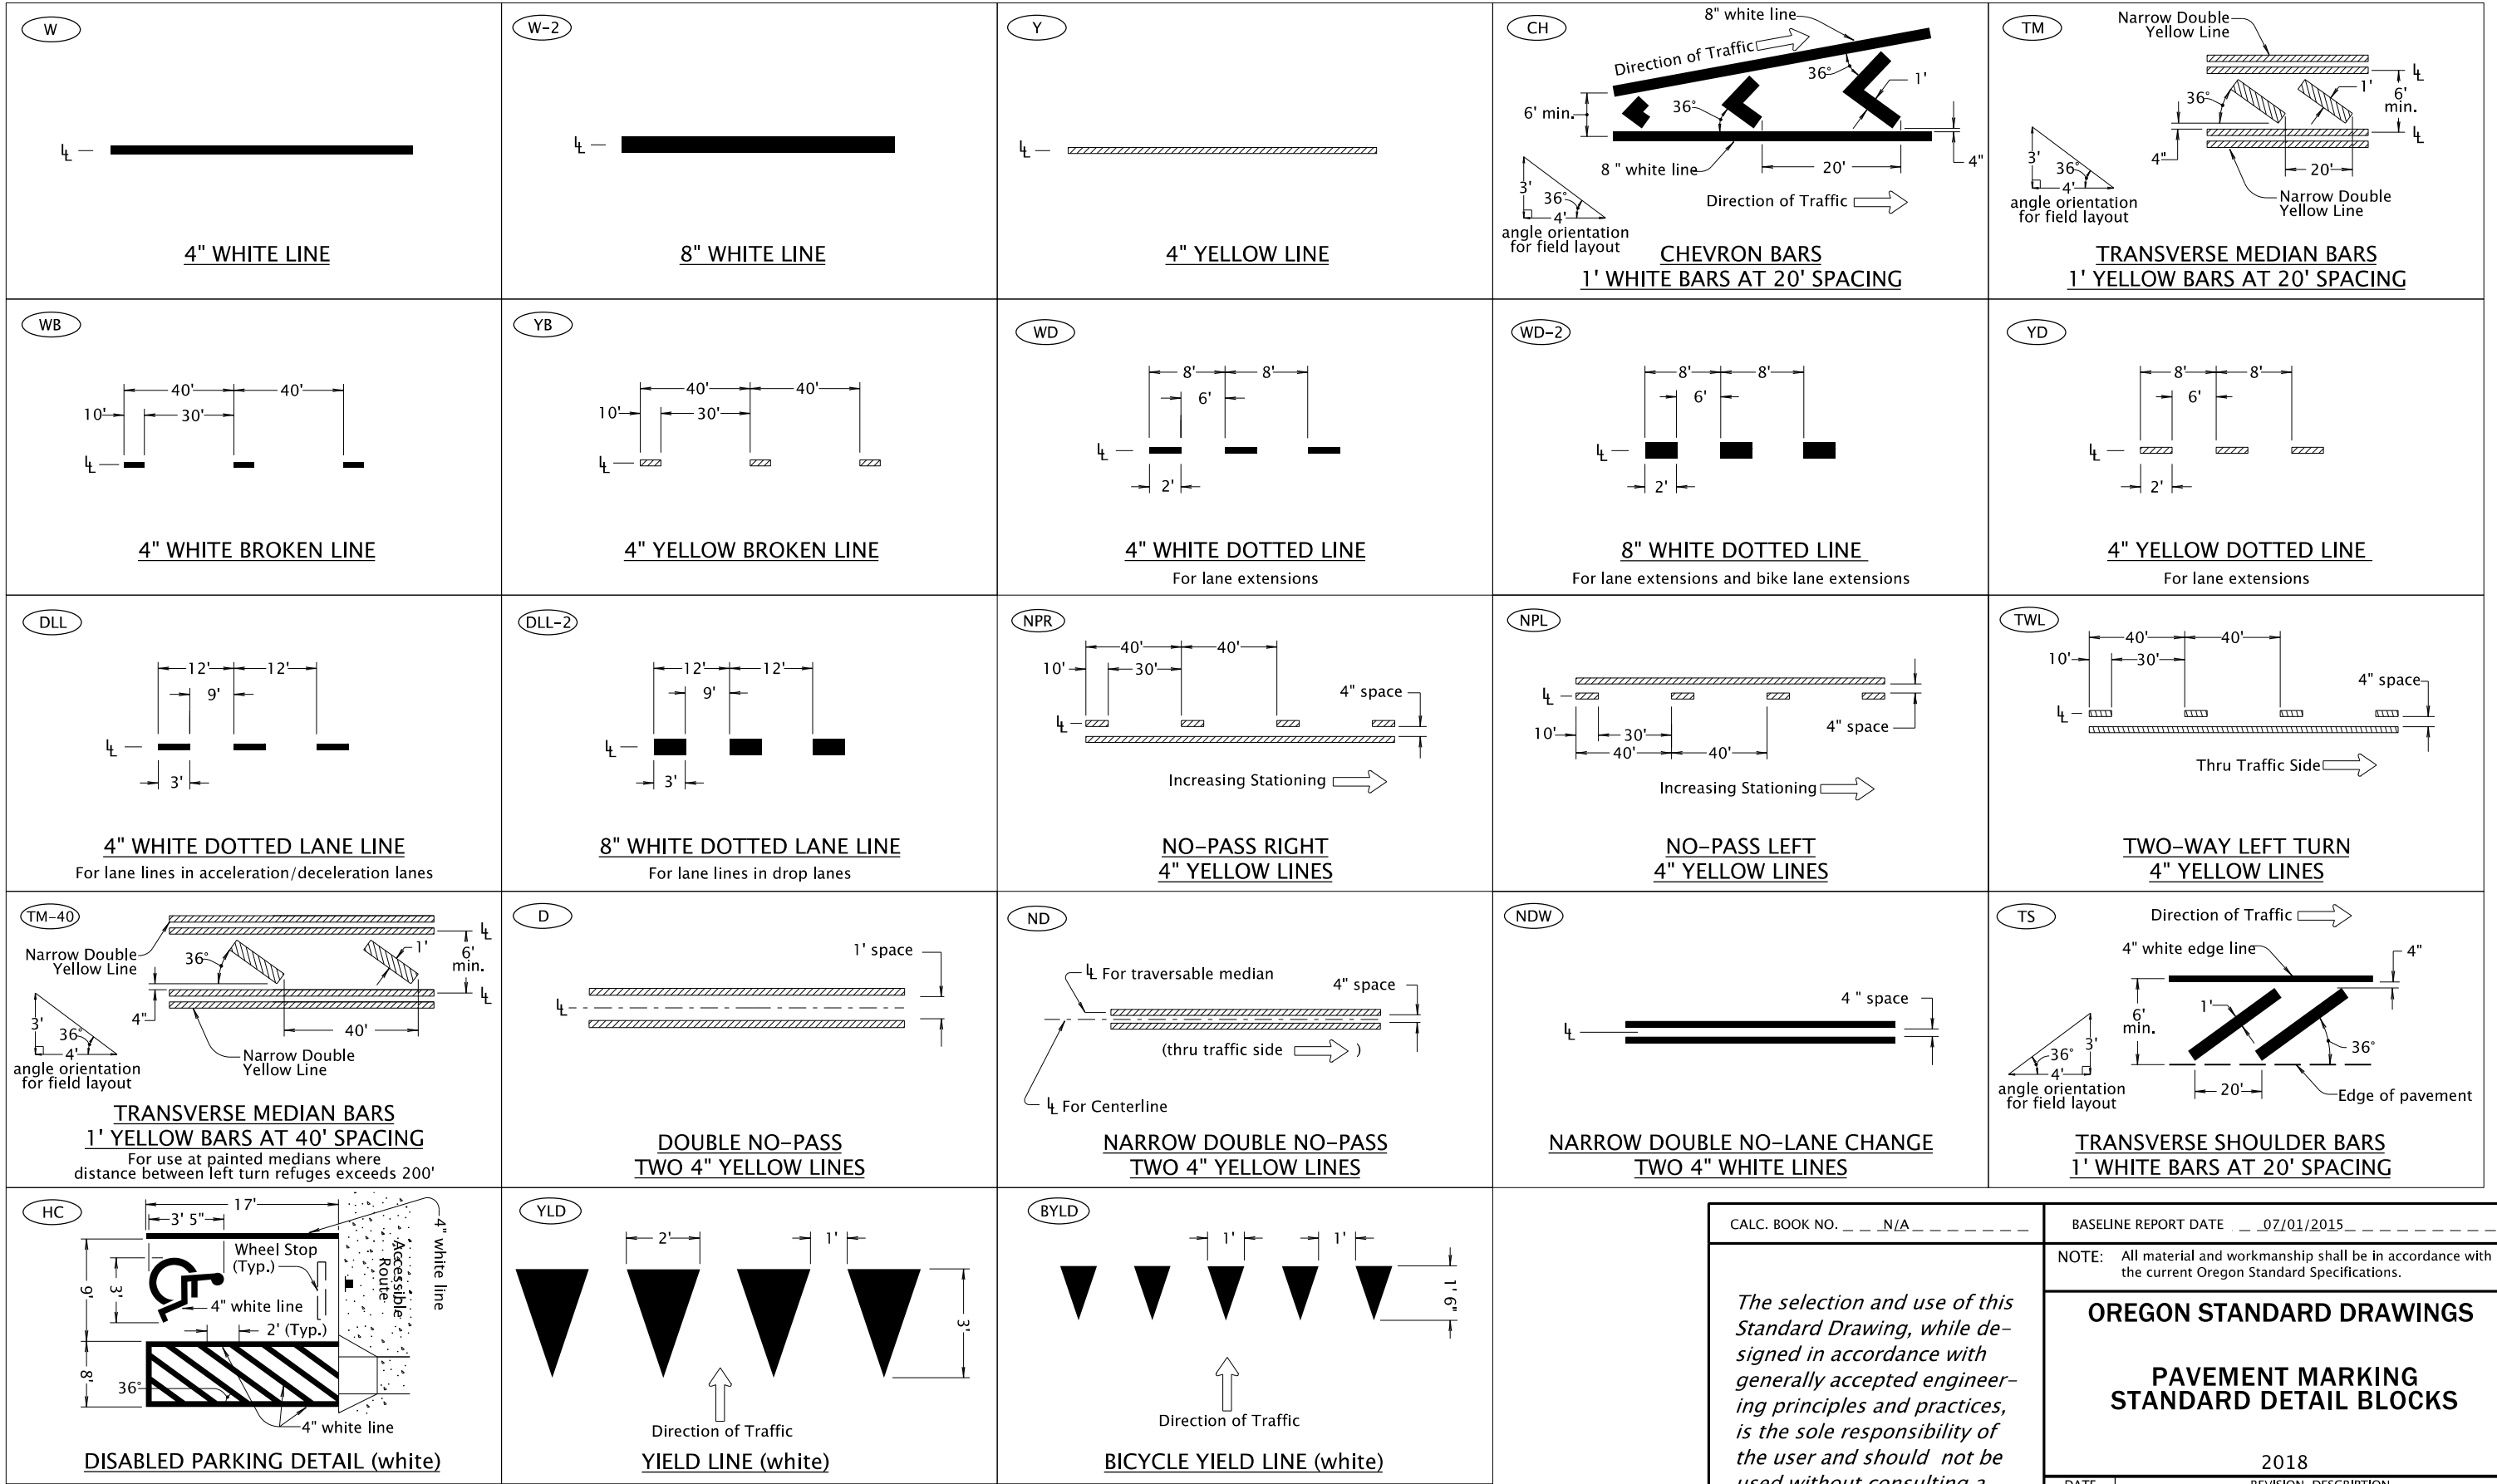 W
L
4" WHITE LINE
W-2
L
8" WHITE LINE
Y
L
4" YELLOW LINE
CH
8" white line
Direction of Traffic
36°
1'
6' min.
36°
4"
8 " white line
20'
3'
36°
4'
angle orientation
for field layout
Direction of Traffic
CHEVRON BARS
1' WHITE BARS AT 20' SPACING
TM
Narrow Double
Yellow Line
L
36°
1'
6'
min.
L
4"
20'
3'
36°
4'
angle orientation
for field layout
Narrow Double
Yellow Line
TRANSVERSE MEDIAN BARS
1' YELLOW BARS AT 20' SPACING
WB
40' 40'
10' 30'
L
4" WHITE BROKEN LINE
YB
40' 40'
10' 30'
L
4" YELLOW BROKEN LINE
WD
8' 8'
6'
L
2'
4" WHITE DOTTED LINE
For lane extensions
WD-2
8' 8'
6'
L
2'
8" WHITE DOTTED LINE
For lane extensions and bike lane extensions
YD
8' 8'
6'
L
2'
4" YELLOW DOTTED LINE
For lane extensions
DLL
12' 12'
9'
L
3'
4" WHITE DOTTED LANE LINE
For lane lines in acceleration/deceleration lanes
DLL-2
12' 12'
9'
L
3'
8" WHITE DOTTED LANE LINE
For lane lines in drop lanes
NPR
40' 40'
10' 30'
4" space
L
Increasing Stationing
NO-PASS RIGHT
4" YELLOW LINES
NPL
L
4" space
10' 30'
40' 40'
Increasing Stationing
NO-PASS LEFT
4" YELLOW LINES
TWL
40' 40'
10' 30'
4" space
L
Thru Traffic Side
TWO-WAY LEFT TURN
4" YELLOW LINES
TM-40
L
Narrow Double
Yellow Line
36°
1'
6'
min.
L
4"
40'
3'
36°
4'
angle orientation
for field layout
Narrow Double
Yellow Line
TRANSVERSE MEDIAN BARS
1' YELLOW BARS AT 40' SPACING
For use at painted medians where
distance between left turn refuges exceeds 200'
D
1' space
L
DOUBLE NO-PASS
TWO 4" YELLOW LINES
ND
L For traversable median
4" space
(thru traffic side )
L For Centerline
NARROW DOUBLE NO-PASS
TWO 4" YELLOW LINES
NDW
4 " space
L
NARROW DOUBLE NO-LANE CHANGE
TWO 4" WHITE LINES
TS
Direction of Traffic
4" white edge line
4"
1'
6'
min.
36°
3'
36°
4'
angle orientation
for field layout
20'
Edge of pavement
TRANSVERSE SHOULDER BARS
1' WHITE BARS AT 20' SPACING
HC
17'
3' 5"
4" white line
Wheel Stop
(Typ.)
Accessible
Route
9'
3'
4" white line
2' (Typ.)
8'
36°
4" white line
DISABLED PARKING DETAIL (white)
YLD
2' 1'
3'
Direction of Traffic
YIELD LINE (white)
BYLD
1' 1'
1' 6"
Direction of Traffic
BICYCLE YIELD LINE (white)
CALC. BOOK NO. N/A
BASELINE REPORT DATE 07/01/2015
NOTE: All material and workmanship shall be in accordance with
the current Oregon Standard Specifications.
The selection and use of this
Standard Drawing, while de-
signed in accordance with
generally accepted engineer-
ing principles and practices,
is the sole responsibility of
the user and should not be
used without consulting a
OREGON STANDARD DRAWINGS
PAVEMENT MARKING
STANDARD DETAIL BLOCKS
2018
DATE REVISION DESCRIPTION